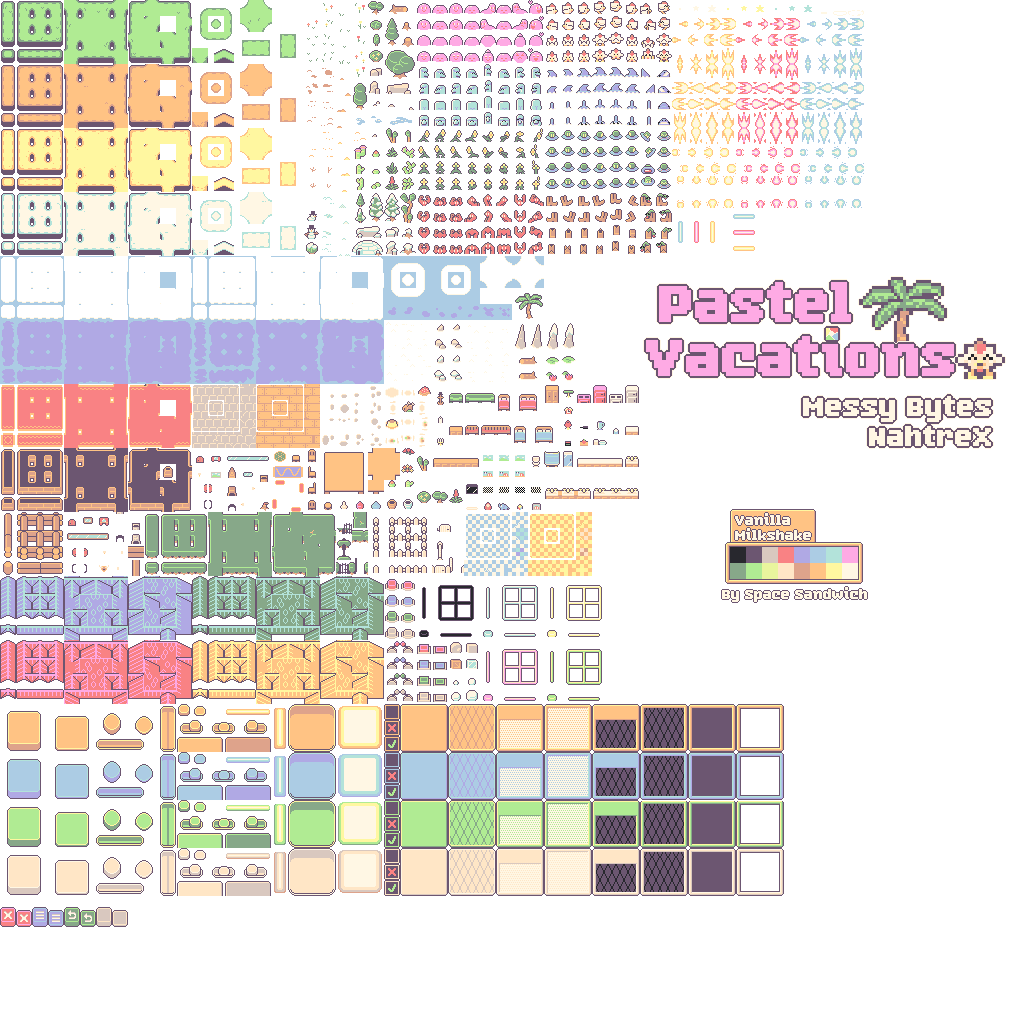 Pastel
Vacations
Messy Bytes
NahtreX
Vanilla
Milkshake
By Space Sandwich